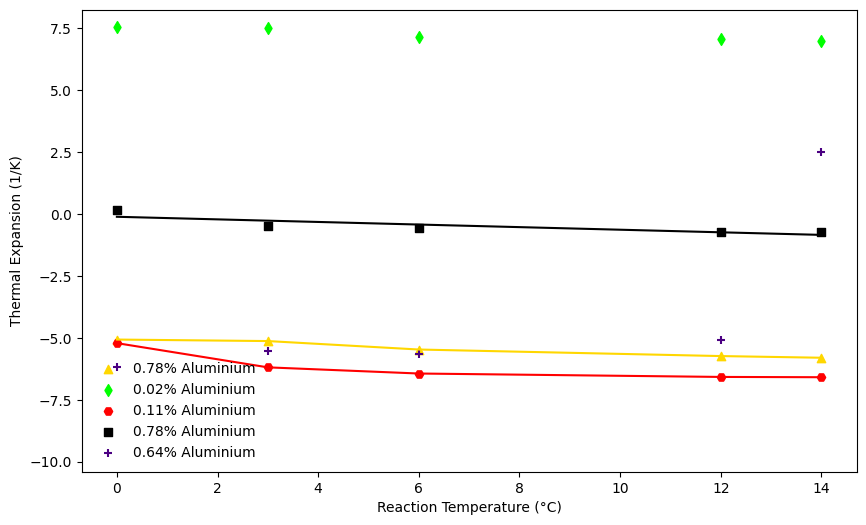 7.5
5.0
2.5
0.0
−2.5
−5.0
−7.5
−10.0
Thermal Expansion (1/K)
0.78% Aluminium
0.02% Aluminium
0.11% Aluminium
0.78% Aluminium
0.64% Aluminium
0 2 4 6 8 10 12 14
Reaction Temperature (°C)